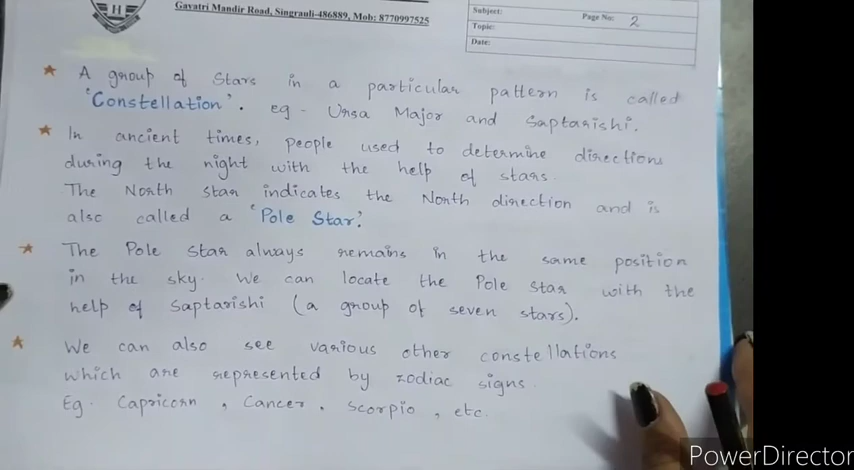 H
Gayatri Mandir Road, Singrauli-486889, Mob: 8770997525
Subject:
Page No: 2
Topic:
Date:
A group of stars in a particular pattern is called
'Constellation'. eg - Ursa Major and Saptarishi.
In ancient times, people used to determine directions
during the night with the help of stars.
The North star indicates the North direction and is
also called a 'Pole Star'.
The Pole star always remains in the same position
in the sky. We can locate the Pole star with the
help of Saptarishi (a group of seven stars).
We can also see various other constellations
which are represented by zodiac signs.
Eg. Capricorn, Cancer, Scorpio, etc.
PowerDirector